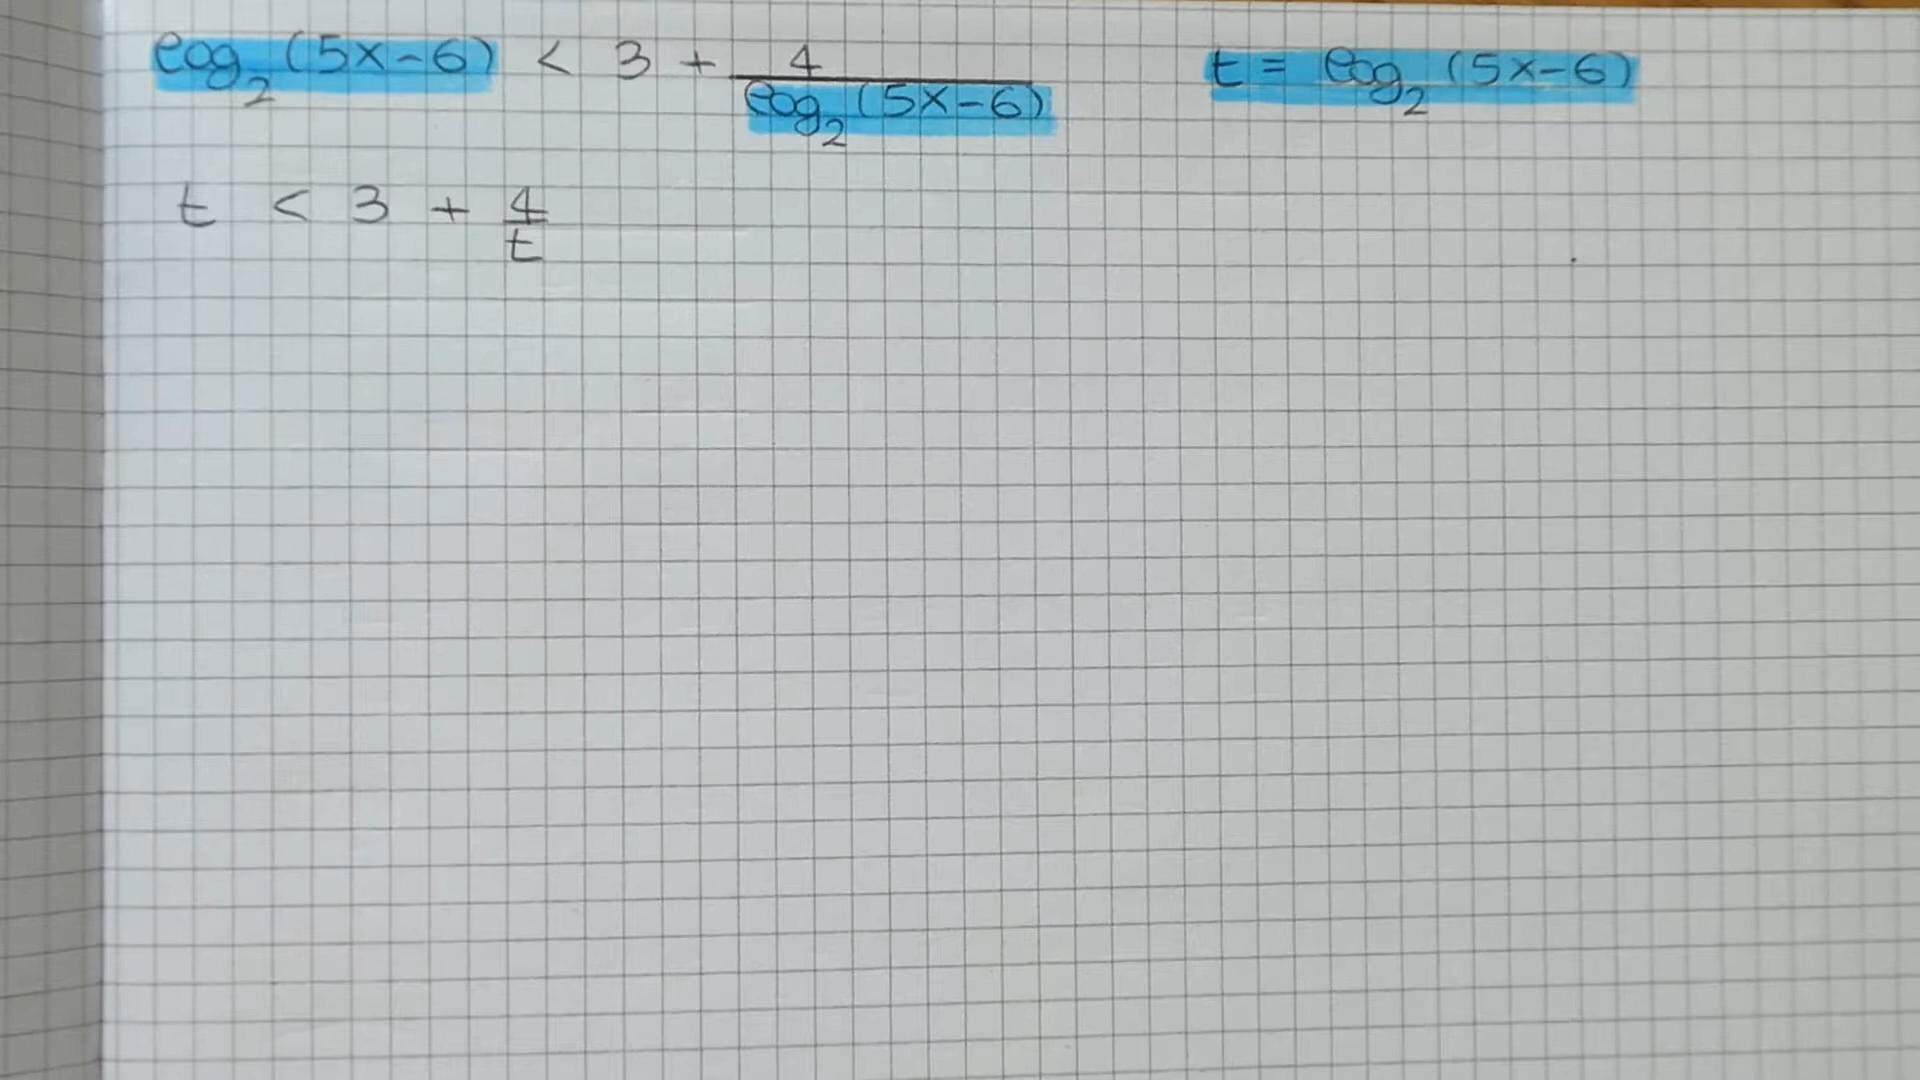 log₂ (5x-6) < 3 + 4/log₂ (5x-6)
t = log₂ (5x-6)
t < 3 + 4/t